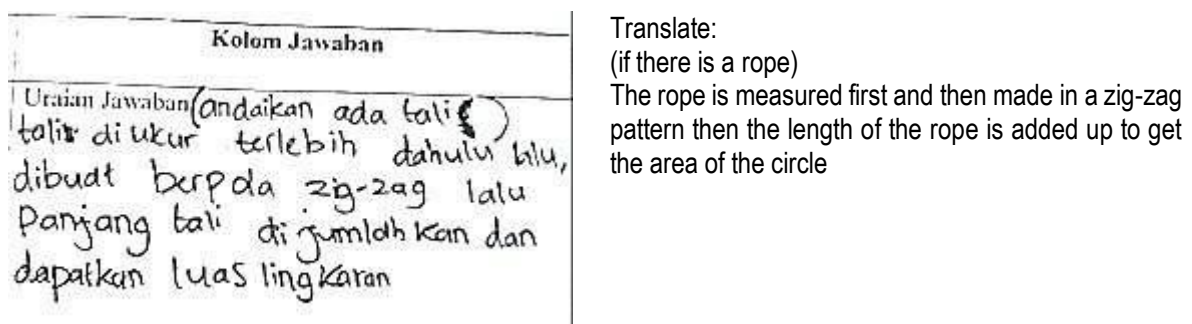 Kolom Jawaban
Uraian Jawaban (andaikan ada tali)
tali diukur terlebih dahulu lalu,
dibuat berpola zig-zag lalu
Panjang tali di jumlahkan dan
dapatkan luas lingkaran
Translate:
(if there is a rope)
The rope is measured first and then made in a zig-zag
pattern then the length of the rope is added up to get
the area of the circle